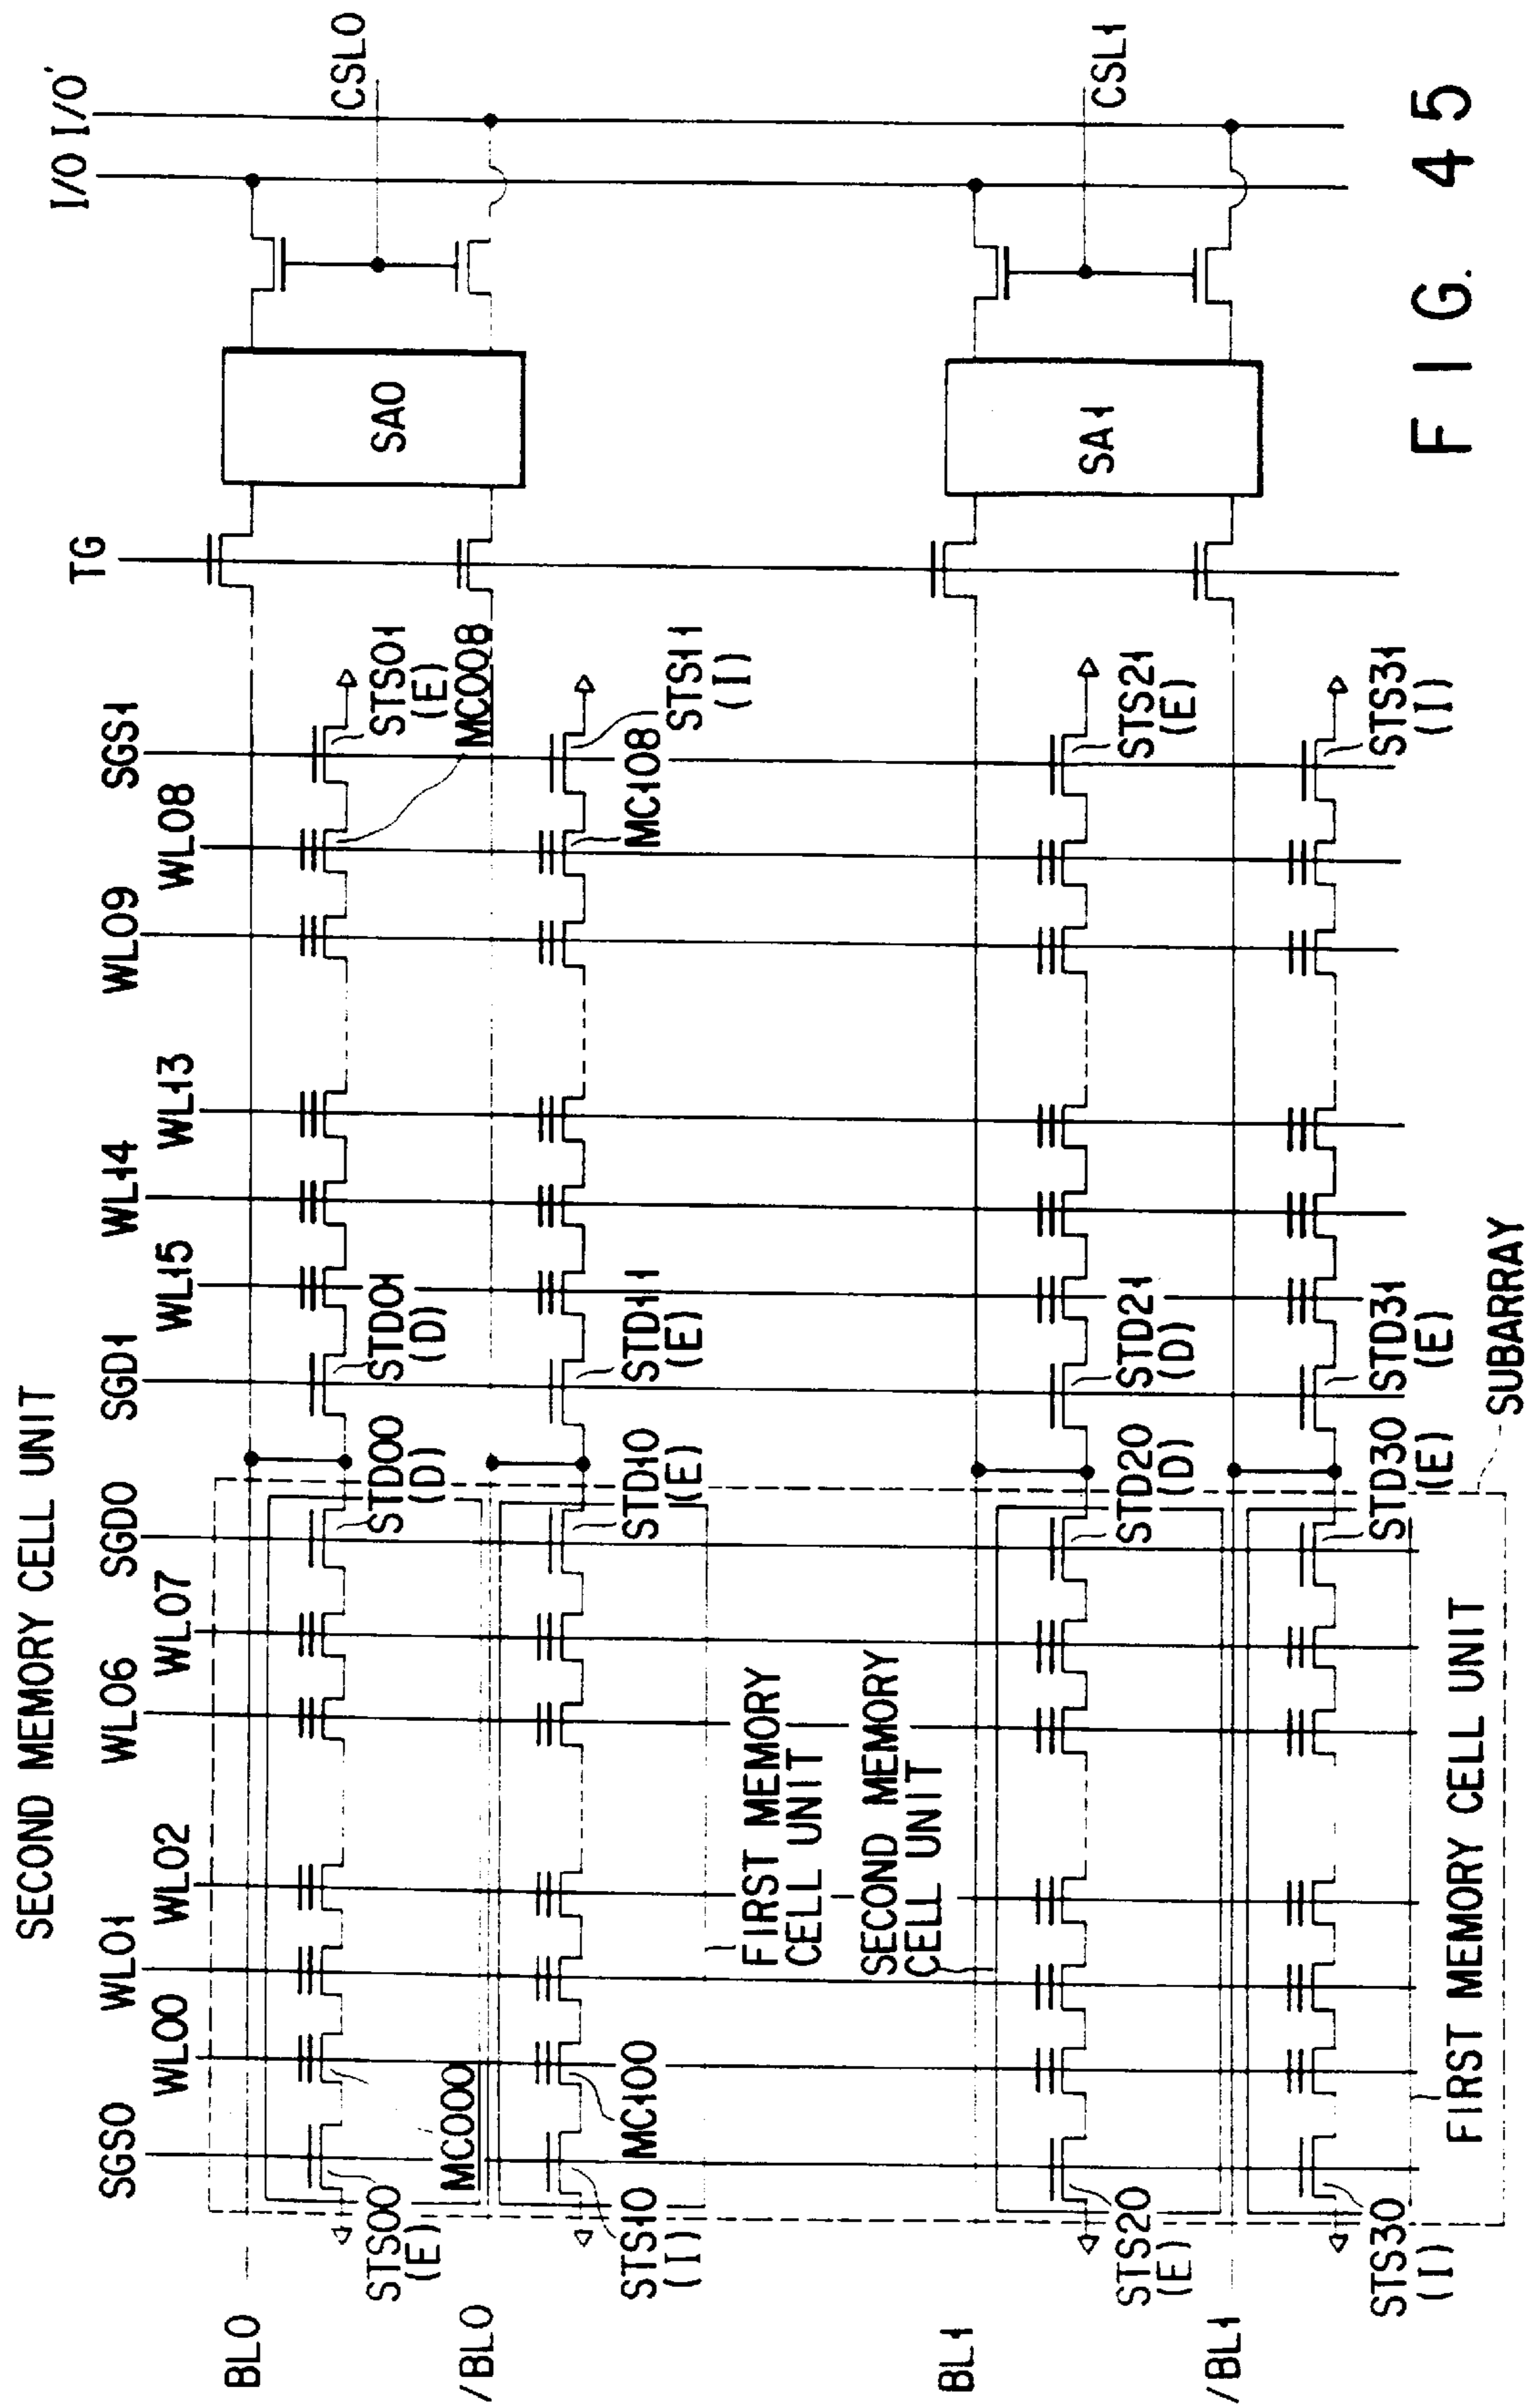 SECOND MEMORY CELL UNIT
SGS0
WL00
WL01
WL02
WL06
WL07
SGD0
SGD1
WL15
WL14
WL13
WL09
WL08
SGS1
TG
I/O I/O'
BL0
STS00
(E)
MC000
STD00
(D)
STD01
(D)
STS01
(E)
MC008
SA0
CSL0
/BL0
STS10
(I)
MC100
STD10
(E)
STD11
(E)
MC108
STS11
(I)
FIRST MEMORY
CELL UNIT
SECOND MEMORY
CELL UNIT
BL1
STS20
(E)
STD20
(D)
STD21
(D)
STS21
(E)
SA1
CSL1
/BL1
STS30
(I)
STD30
(E)
STD31
(E)
STS31
(I)
FIRST MEMORY CELL UNIT
SUBARRAY
FIG. 45